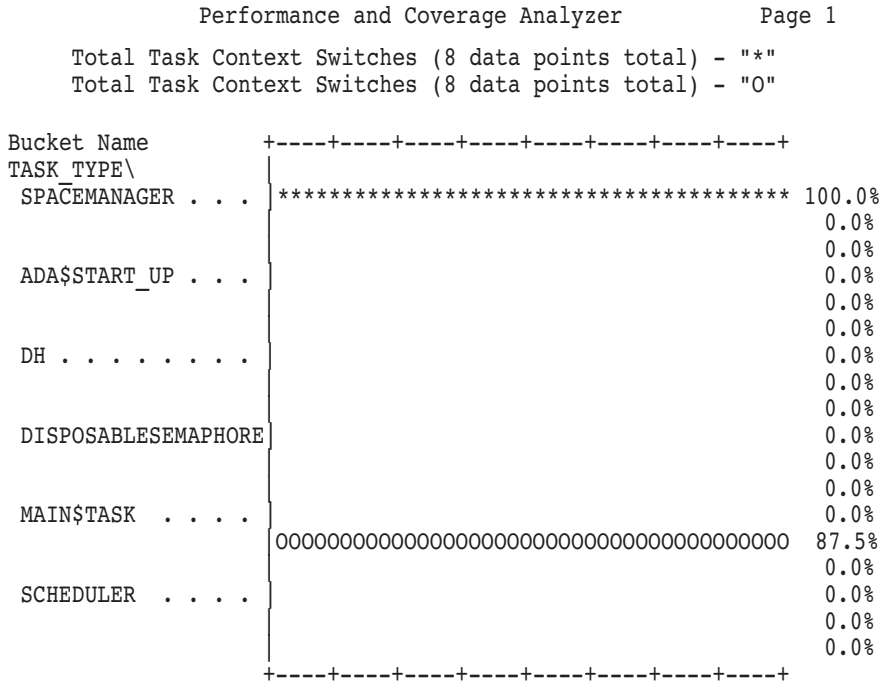 Performance and Coverage Analyzer Page 1
Total Task Context Switches (8 data points total) - "*"
Total Task Context Switches (8 data points total) - "O"
Bucket Name +----+----+----+----+----+----+----+----+
TASK_TYPE\ |
SPACEMANAGER . . . |**************************************** 100.0%
| 0.0%
| 0.0%
ADA$START_UP . . . | 0.0%
| 0.0%
| 0.0%
DH . . . . . . . . | 0.0%
| 0.0%
| 0.0%
DISPOSABLESEMAPHORE| 0.0%
| 0.0%
| 0.0%
MAIN$TASK . . . . | 0.0%
|OOOOOOOOOOOOOOOOOOOOOOOOOOOOOOOOOOOOOOOO 87.5%
| 0.0%
SCHEDULER . . . . | 0.0%
| 0.0%
| 0.0%
+----+----+----+----+----+----+----+----+